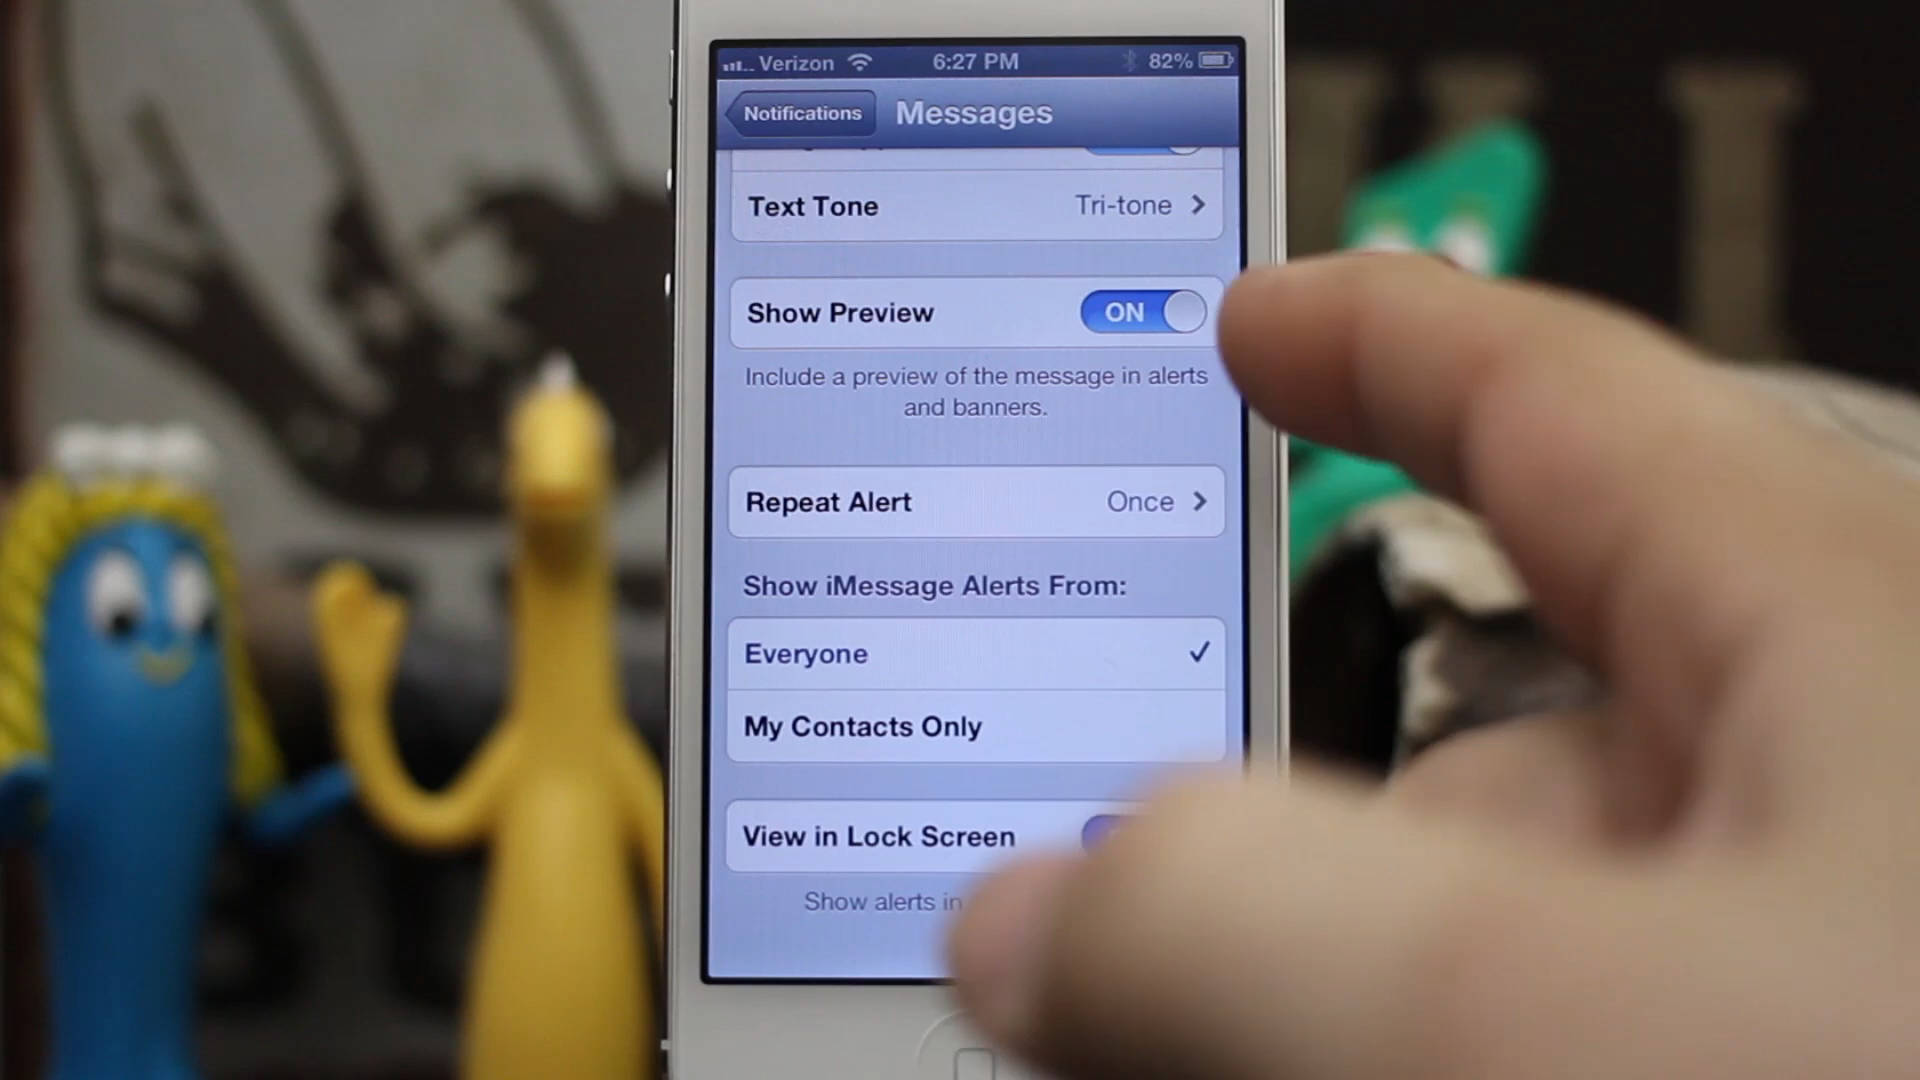 Verizon 6:27 PM 82%
Notifications Messages
Text Tone Tri-tone
Show Preview ON
Include a preview of the message in alerts
and banners.
Repeat Alert Once
Show iMessage Alerts From:
Everyone
My Contacts Only
View in Lock Screen
Show alerts in